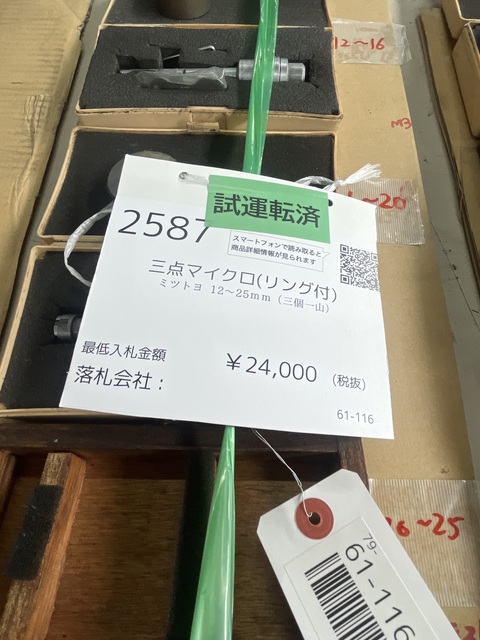 12~16
M3
~20
試運転済
2587
スマートフォンで読み取ると
商品詳細情報が見られます
三点マイクロ(リング付)
ミツトヨ 12～25mm (三個一山)
最低入札金額
￥24,000 (税抜)
落札会社：
61-116
~25
79-
61-116